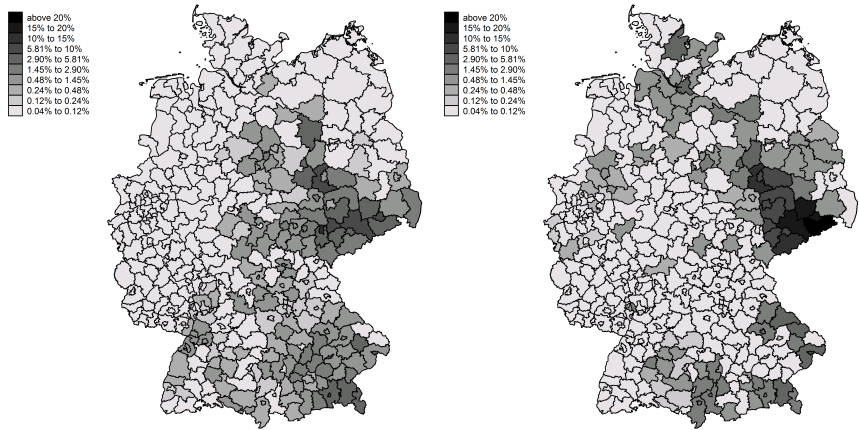 above 20%
15% to 20%
10% to 15%
5.81% to 10%
2.90% to 5.81%
1.45% to 2.90%
0.48% to 1.45%
0.24% to 0.48%
0.12% to 0.24%
0.04% to 0.12%
above 20%
15% to 20%
10% to 15%
5.81% to 10%
2.90% to 5.81%
1.45% to 2.90%
0.48% to 1.45%
0.24% to 0.48%
0.12% to 0.24%
0.04% to 0.12%